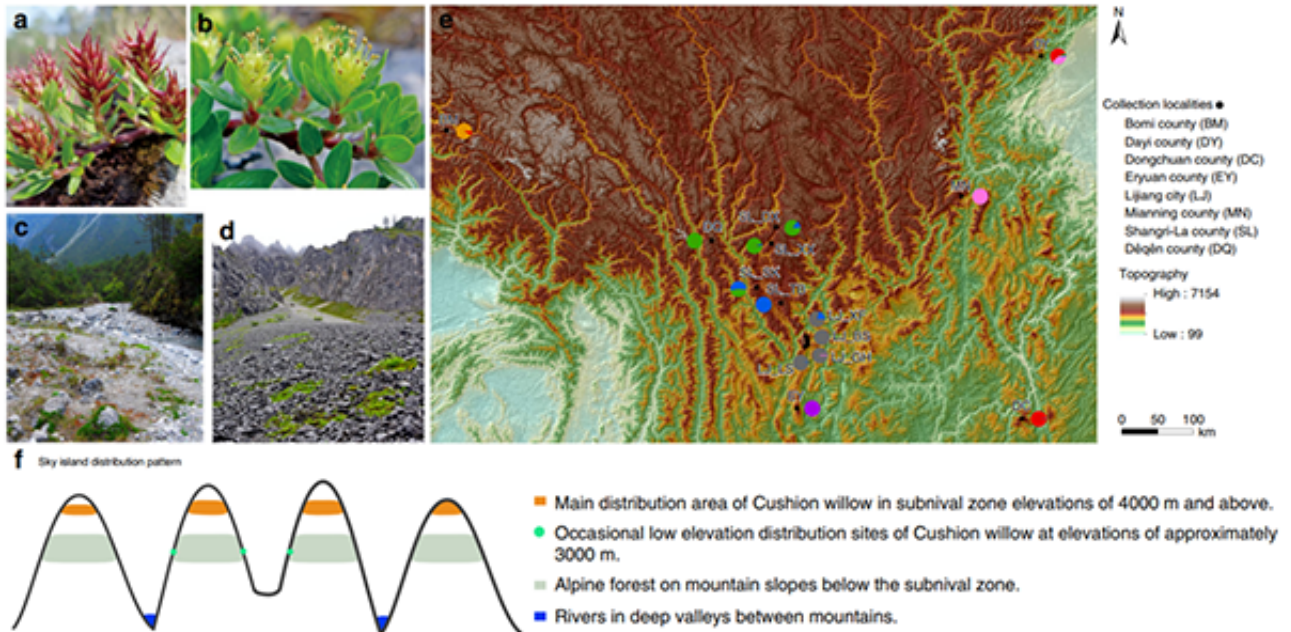 a
b
c
d
e
N
Collection localities
Bomi county (BM)
Dayi county (DY)
Dongchuan county (DC)
Eryuan county (EY)
Lijiang city (LJ)
Mianning county (MN)
Shangri-La county (SL)
Dêqên county (DQ)
Topography
High : 7154
Low : 99
0 50 100
km
DQ
MN
LJ_GH
f Sky island distribution pattern
Main distribution area of Cushion willow in subnival zone elevations of 4000 m and above.
Occasional low elevation distribution sites of Cushion willow at elevations of approximately
3000 m.
Alpine forest on mountain slopes below the subnival zone.
Rivers in deep valleys between mountains.